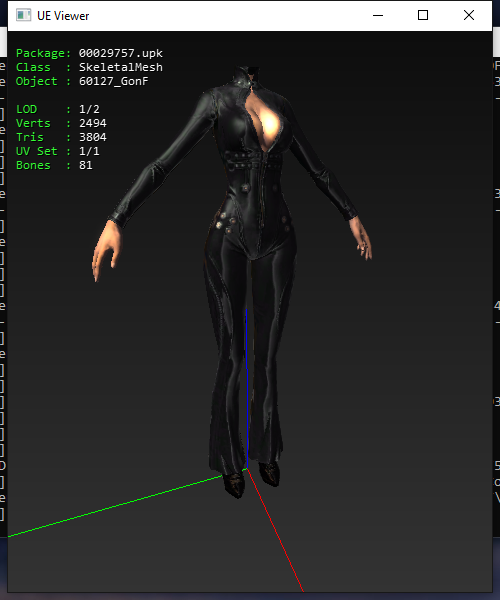 UE Viewer
Package: 00029757.upk
Class : SkeletalMesh
Object : 60127_GonF
LOD : 1/2
Verts : 2494
Tris : 3804
UV Set : 1/1
Bones : 81